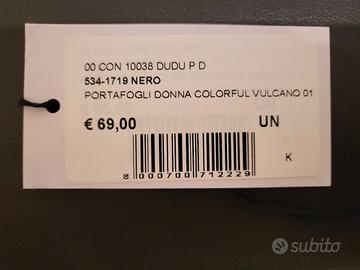 00 CON 10038 DUDU P D
534-1719 NERO
PORTAFOGLI DONNA COLORFUL VULCANO 01
€ 69,00
UN
K
8 000700 712229
subito